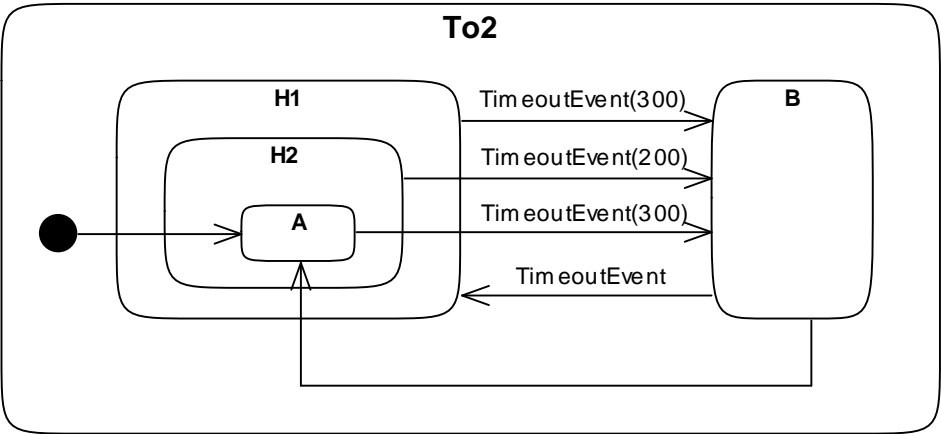 To2
H1
TimeoutEvent(300)
B
H2
TimeoutEvent(200)
A
TimeoutEvent(300)
TimeoutEvent